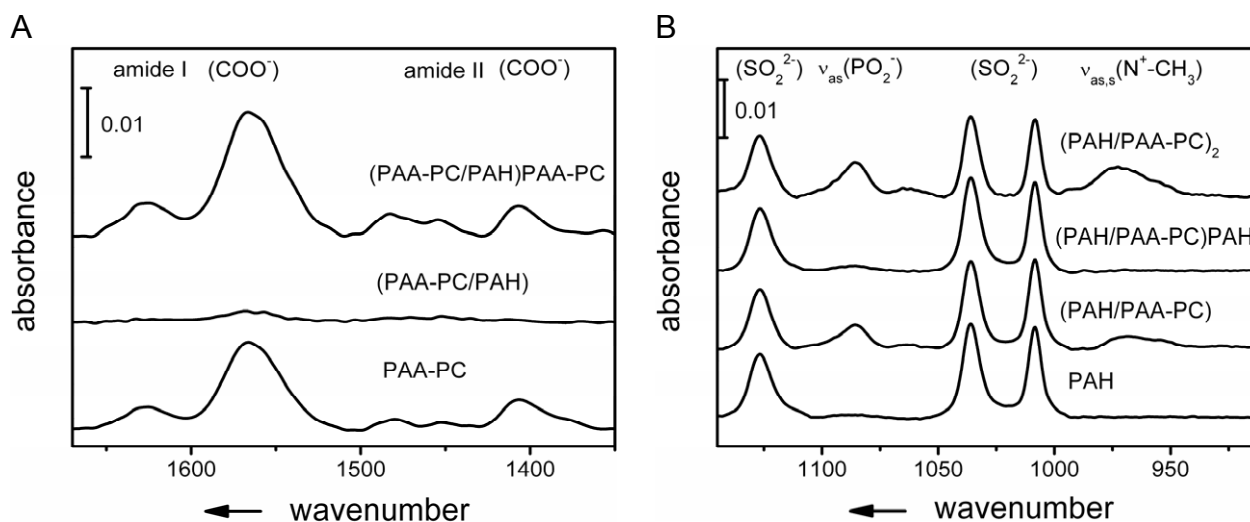 A
amide I (COO⁻) amide II (COO⁻)
0.01
(PAA-PC/PAH)PAA-PC
(PAA-PC/PAH)
PAA-PC
absorbance
1600 1500 1400
wavenumber
B
(SO₂²⁻) ν_as(PO₂⁻) (SO₂²⁻) ν_as,s(N⁺-CH₃)
0.01
(PAH/PAA-PC)₂
(PAH/PAA-PC)PAH
(PAH/PAA-PC)
PAH
absorbance
1100 1050 1000 950
wavenumber